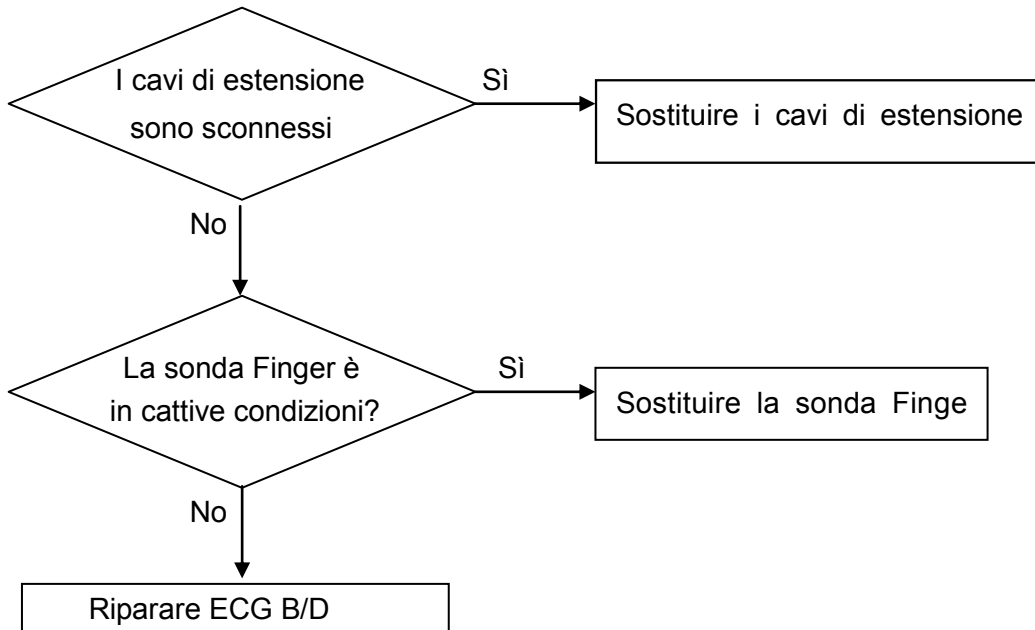 I cavi di estensione
sono sconnessi
Sì
Sostituire i cavi di estensione
No
La sonda Finger è
in cattive condizioni?
Sì
Sostituire la sonda Finge
No
Riparare ECG B/D